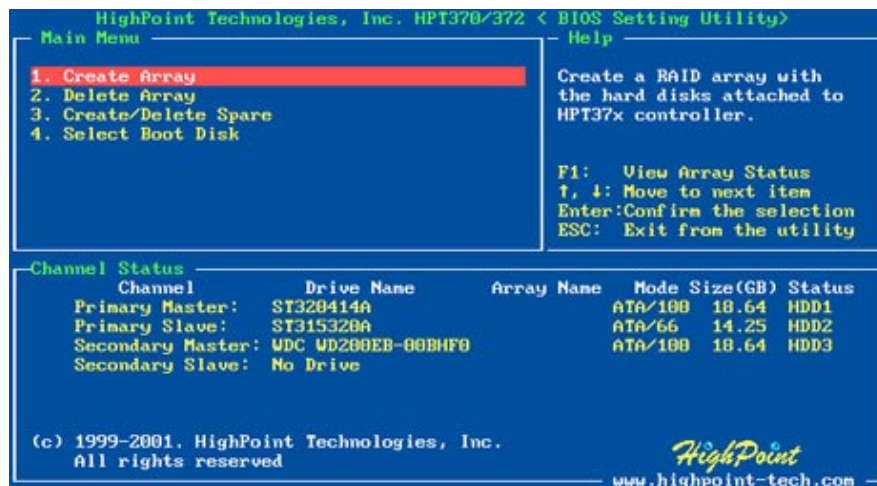 HighPoint Technologies, Inc. HPT370/372 < BIOS Setting Utility>
Main Menu
1. Create Array
2. Delete Array
3. Create/Delete Spare
4. Select Boot Disk
Help
Create a RAID array with
the hard disks attached to
HPT37x controller.
F1: View Array Status
↑, ↓: Move to next item
Enter:Confirm the selection
ESC: Exit from the utility
Channel Status
Channel Drive Name Array Name Mode Size(GB) Status
Primary Master: ST320414A ATA/100 18.64 HDD1
Primary Slave: ST315320A ATA/66 14.25 HDD2
Secondary Master: WDC WD200EB-00BHF0 ATA/100 18.64 HDD3
Secondary Slave: No Drive
(c) 1999-2001. HighPoint Technologies, Inc.
All rights reserved
HighPoint
www.highpoint-tech.com